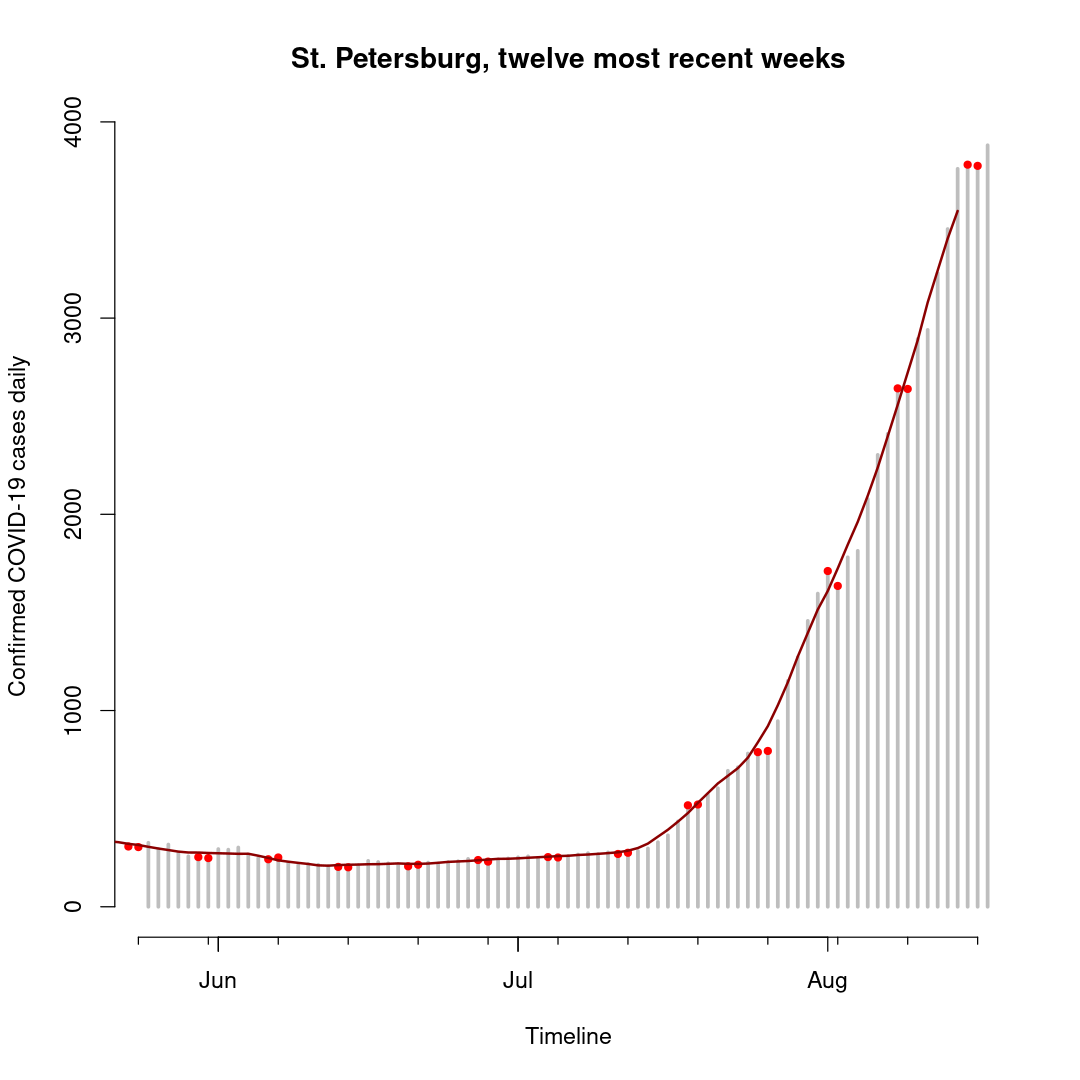 St. Petersburg, twelve most recent weeks
Confirmed COVID-19 cases daily
4000
3000
2000
1000
0
Jun Jul Aug
Timeline